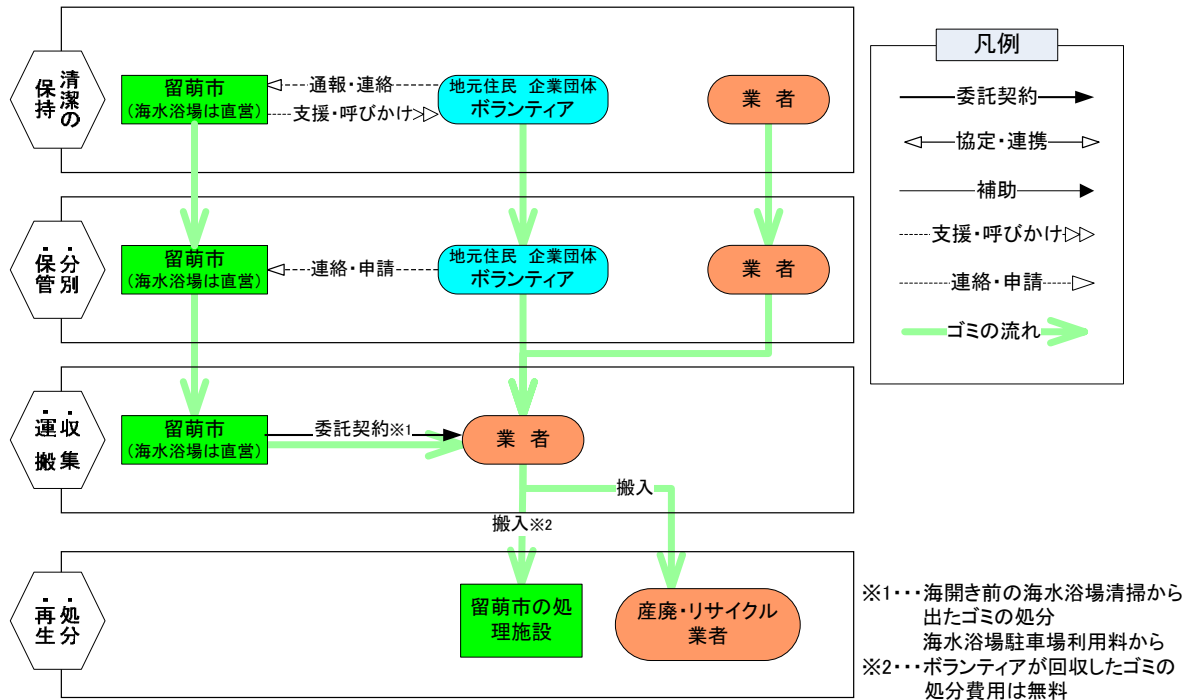 清潔の
保持
留萌市
(海水浴場は直営)
通報・連絡
支援・呼びかけ
地元住民 企業団体
ボランティア
業 者
分別・
保管・
留萌市
(海水浴場は直営)
連絡・申請
地元住民 企業団体
ボランティア
業 者
収集・
運搬・
留萌市
(海水浴場は直営)
委託契約※1
業 者
搬入
搬入※2
処分・
再生・
留萌市の処
理施設
産廃・リサイクル
業者
凡例
委託契約
協定・連携
補助
支援・呼びかけ
連絡・申請
ゴミの流れ
※1・・・海開き前の海水浴場清掃から
出たゴミの処分
海水浴場駐車場利用料から
※2・・・ボランティアが回収したゴミの
処分費用は無料